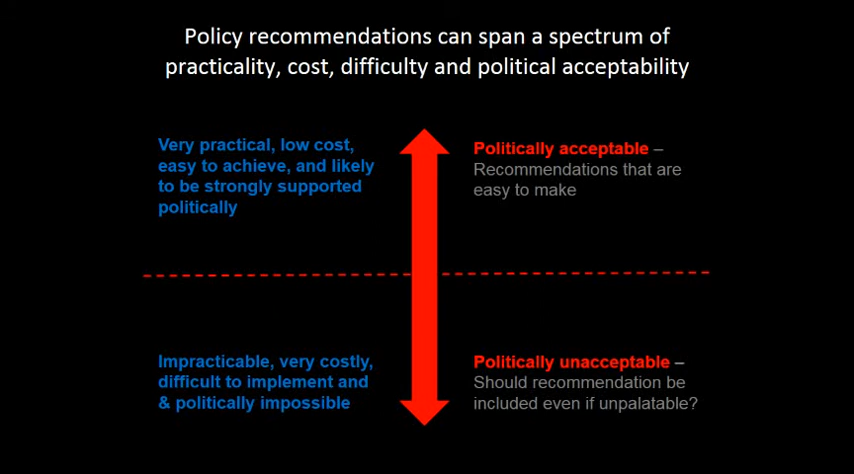 Policy recommendations can span a spectrum of
practicality, cost, difficulty and political acceptability
Very practical, low cost,
easy to achieve, and likely
to be strongly supported
politically
Politically acceptable –
Recommendations that are
easy to make
Impracticable, very costly,
difficult to implement and
& politically impossible
Politically unacceptable –
Should recommendation be
included even if unpalatable?